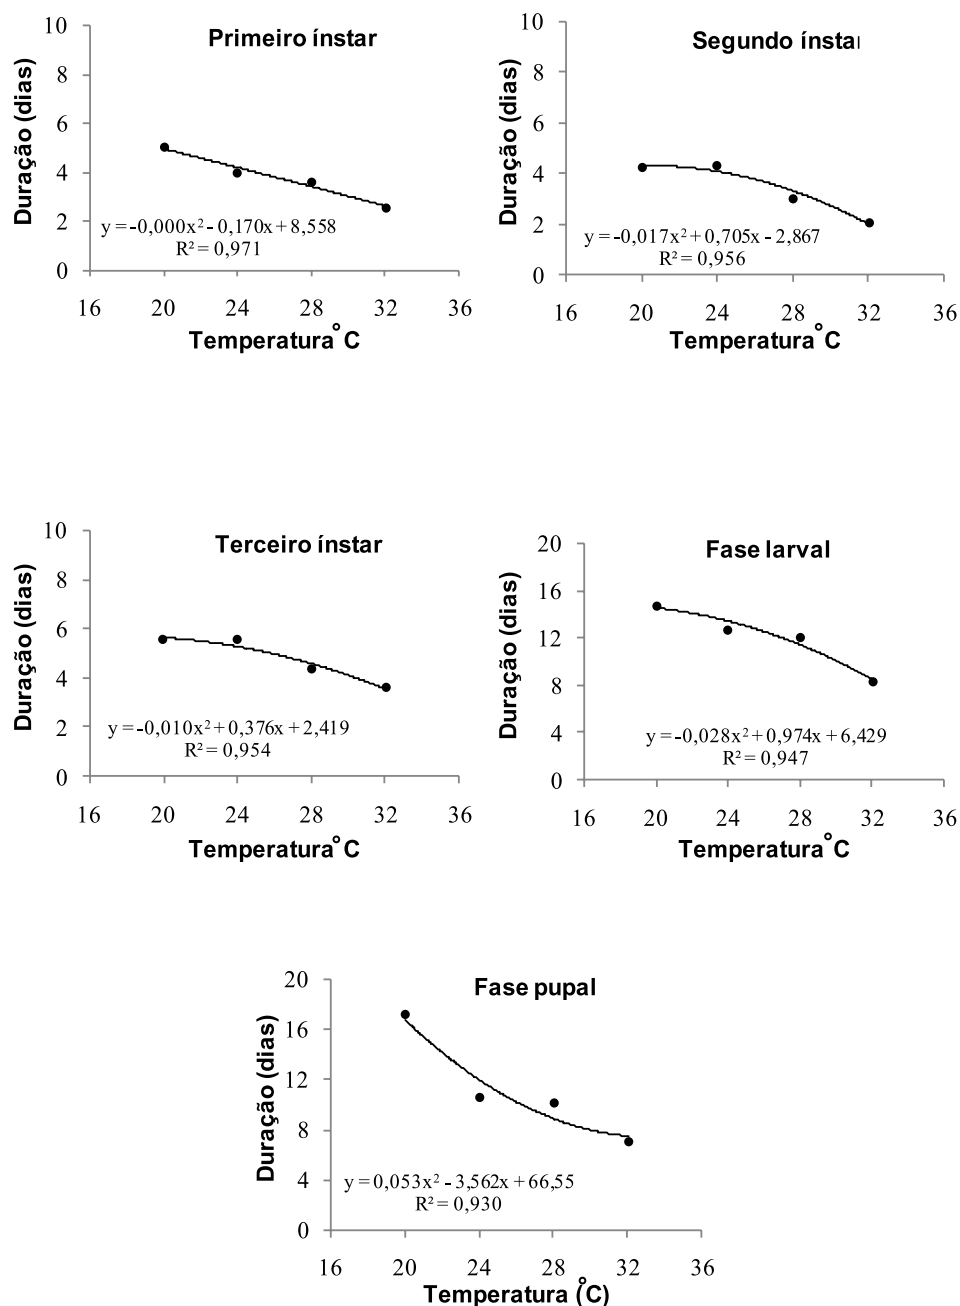 Primeiro ínstar
Duração (dias)
10
8
6
4
2
0
y = -0,000x² - 0,170x + 8,558
R² = 0,971
16 20 24 28 32 36
Temperatura°C
Segundo ínstar
Duração (dias)
10
8
6
4
2
0
y = -0,017x² + 0,705x - 2,867
R² = 0,956
16 20 24 28 32 36
Temperatura°C
Terceiro ínstar
Duração (dias)
10
8
6
4
2
0
y = -0,010x² + 0,376x + 2,419
R² = 0,954
16 20 24 28 32 36
Temperatura°C
Fase larval
Duração (dias)
20
16
12
8
4
0
y = -0,028x² + 0,974x + 6,429
R² = 0,947
16 20 24 28 32 36
Temperatura°C
Fase pupal
Duração (dias)
20
16
12
8
4
0
y = 0,053x² - 3,562x + 66,55
R² = 0,930
16 20 24 28 32 36
Temperatura (°C)